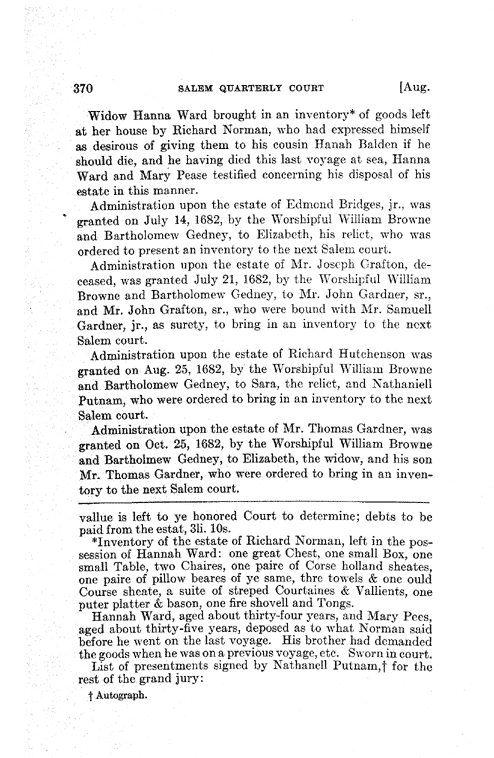 370 SALEM QUARTERLY COURT [Aug.
Widow Hanna Ward brought in an inventory* of goods left
at her house by Richard Norman, who had expressed himself
as desirous of giving them to his cousin Hanah Balden if he
should die, and he having died this last voyage at sea, Hanna
Ward and Mary Pease testified concerning his disposal of his
estate in this manner.
Administration upon the estate of Edmond Bridges, jr., was
granted on July 14, 1682, by the Worshipful William Browne
and Bartholomew Gedney, to Elizabeth, his relict, who was
ordered to present an inventory to the next Salem court.
Administration upon the estate of Mr. Joseph Grafton, de-
ceased, was granted July 21, 1682, by the Worshipful William
Browne and Bartholomew Gedney, to Mr. John Gardner, sr.,
and Mr. John Grafton, sr., who were bound with Mr. Samuell
Gardner, jr., as surety, to bring in an inventory to the next
Salem court.
Administration upon the estate of Richard Hutchenson was
granted on Aug. 25, 1682, by the Worshipful William Browne
and Bartholomew Gedney, to Sara, the relict, and Nathaniell
Putnam, who were ordered to bring in an inventory to the next
Salem court.
Administration upon the estate of Mr. Thomas Gardner, was
granted on Oct. 25, 1682, by the Worshipful William Browne
and Bartholmew Gedney, to Elizabeth, the widow, and his son
Mr. Thomas Gardner, who were ordered to bring in an inven-
tory to the next Salem court.
vallue is left to ye honored Court to determine; debts to be
paid from the estat, 3li. 10s.
*Inventory of the estate of Richard Norman, left in the pos-
session of Hannah Ward: one great Chest, one small Box, one
small Table, two Chaires, one paire of Corse holland sheates,
one paire of pillow beares of ye same, thre towels & one ould
Course sheate, a suite of streped Courtaines & Vallients, one
puter platter & bason, one fire shovell and Tongs.
Hannah Ward, aged about thirty-four years, and Mary Pees,
aged about thirty-five years, deposed as to what Norman said
before he went on the last voyage. His brother had demanded
the goods when he was on a previous voyage, etc. Sworn in court.
List of presentments signed by Nathanell Putnam,† for the
rest of the grand jury:
† Autograph.